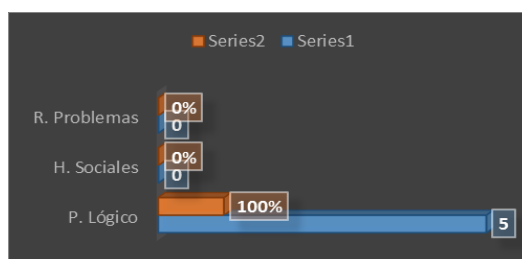 Series2 Series1
R. Problemas
0%
0
H. Sociales
0%
0
P. Lógico
100%
5